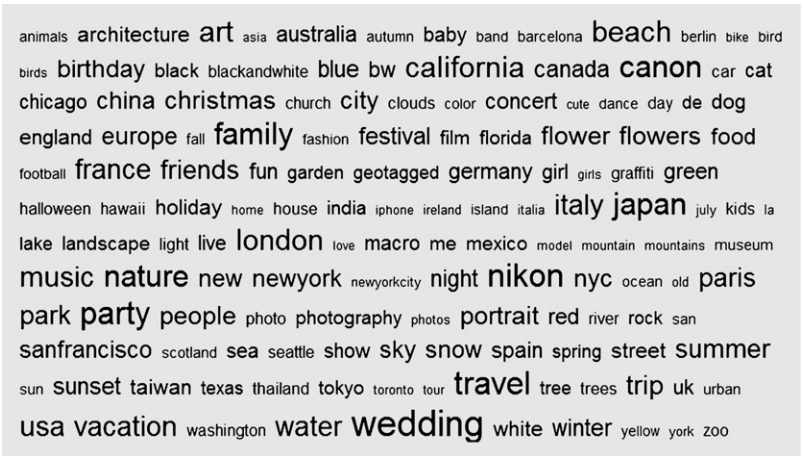 animals architecture art asia australia autumn baby band barcelona beach berlin bike bird
birds birthday black blackandwhite blue bw california canada canon car cat
chicago china christmas church city clouds color concert cute dance day de dog
england europe fall family fashion festival film florida flower flowers food
football france friends fun garden geotagged germany girl girls graffiti green
halloween hawaii holiday home house india iphone ireland island italia italy japan july kids la
lake landscape light live london love macro me mexico model mountain mountains museum
music nature new newyork newyorkcity night nikon nyc ocean old paris
park party people photo photography photos portrait red river rock san
sanfrancisco scotland sea seattle show sky snow spain spring street summer
sun sunset taiwan texas thailand tokyo toronto tour travel tree trees trip uk urban
usa vacation washington water wedding white winter yellow york zoo